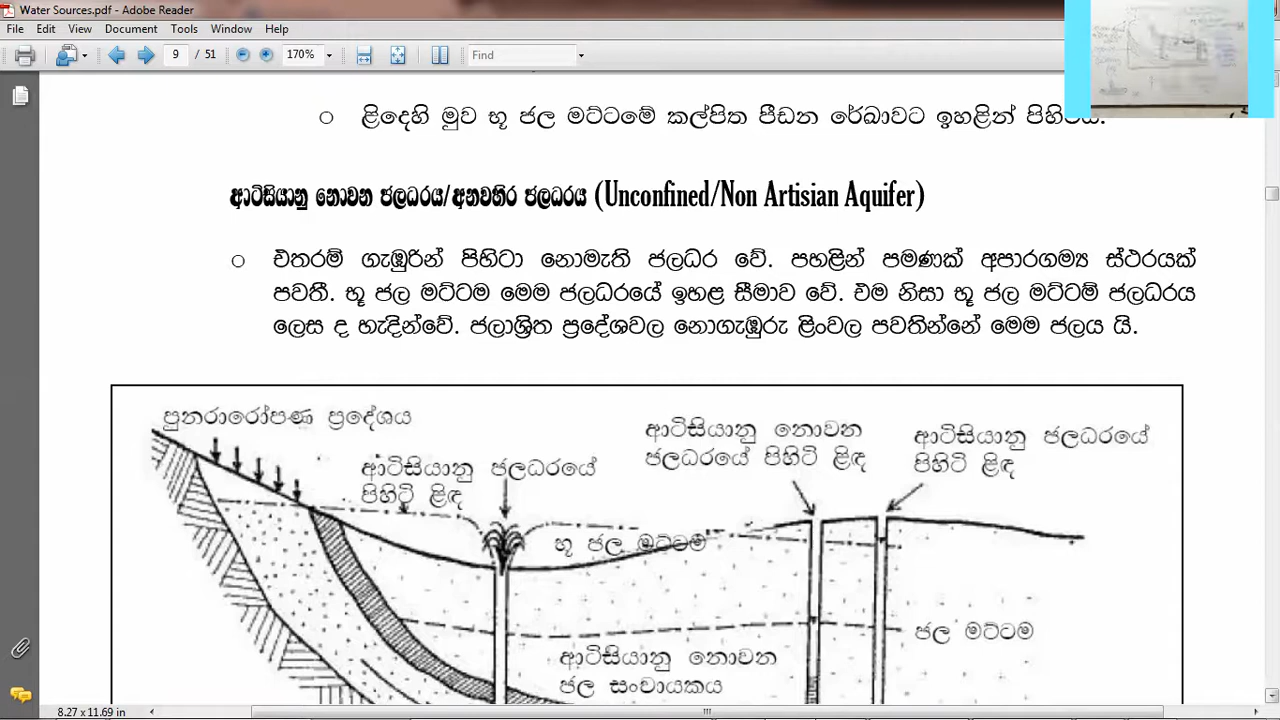 Water Sources.pdf - Adobe Reader
File Edit View Document Tools Window Help
9 / 51 170% Find
ළිඳෙහි මුව භූ ජල මට්ටමේ කල්පිත පීඩන රේඛාවට ඉහළින්
ආටිසියානු නොවන ජලධරය/අනවහිර ජලධරය (Unconfined/Non Artisian Aquifer)
එතරම් ගැඹුරින් පිහිටා නොමැති ජලධර වේ. පහළින් පමණක් අපාරගම්‍ය ස්ථරයක්
පවතී. භූ ජල මට්ටම මෙම ජලධරයේ ඉහළ සීමාව වේ. එම නිසා භූ ජල මට්ටම් ජලධරය
ලෙස ද හැඳින්වේ. ජලාශ්‍රිත ප්‍රදේශවල නොගැඹුරු ළිංවල පවතින්නේ මෙම ජලය යි.
පුනරාරෝපණ ප්‍රදේශය
ආටිසියානු ජලධරයේ
පිහිටි ළිඳ
ආටිසියානු නොවන
ජලධරයේ පිහිටි ළිඳ
ආටිසියානු ජලධරයේ
පිහිටි ළිඳ
භූ ජල මට්ටම
ජල මට්ටම
ආටිසියානු නොවන
ජල සංචායකය
8.27 x 11.69 in